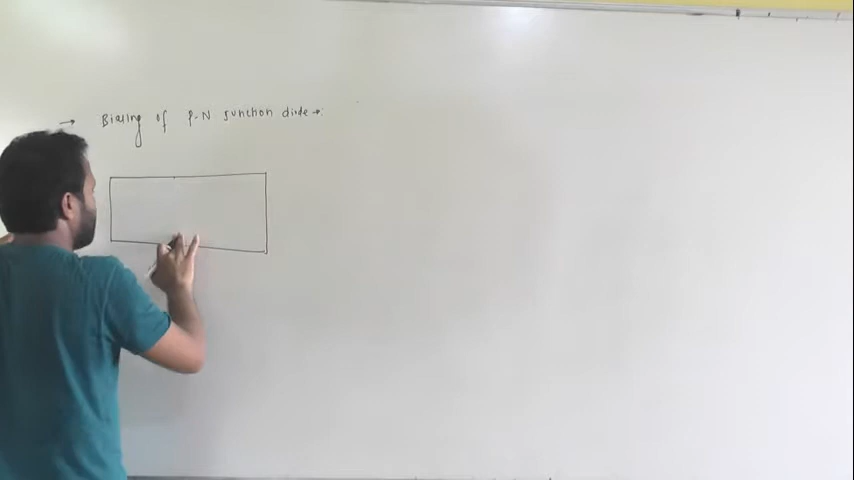 → Biasing of P-N Junction diode →: